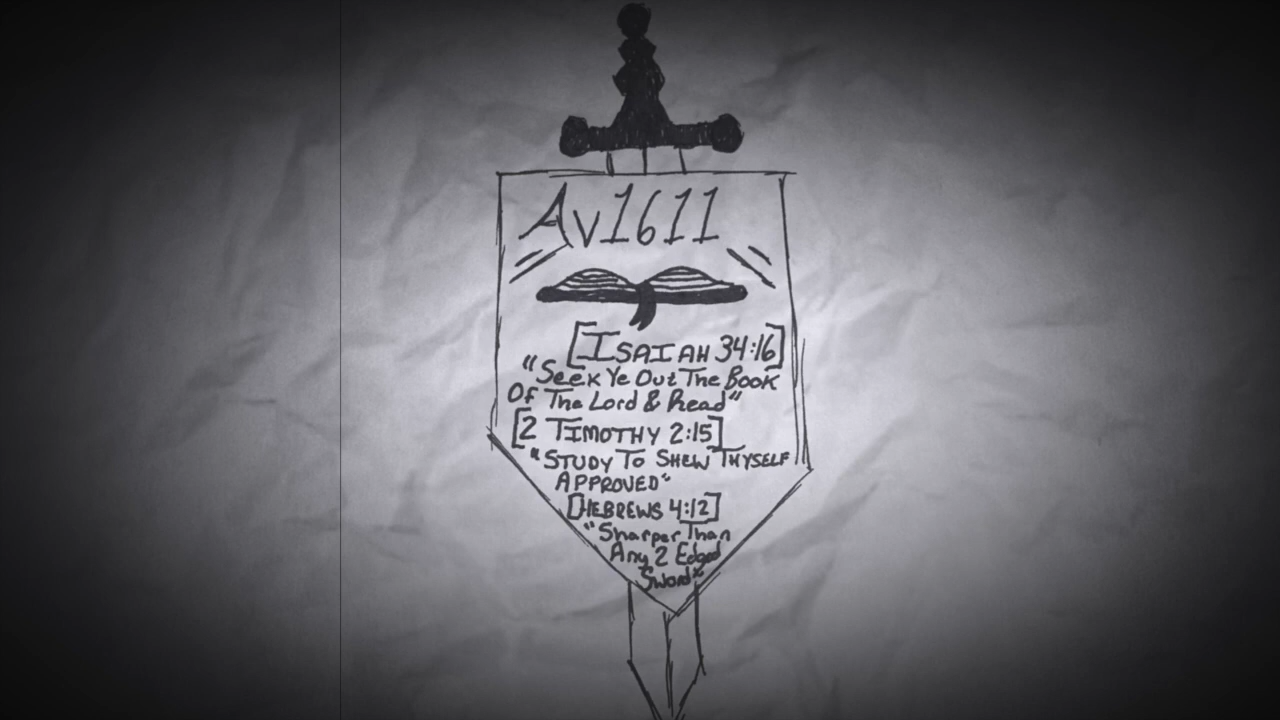 Av1611
[ISAIAH 34:16]
"Seek Ye Out The Book
Of The Lord & Read"
[2 TIMOTHY 2:15]
"STUDY TO SHEW THYSELF
APPROVED"
[HEBREWS 4:12]
"Sharper Than
Any 2 Edged
Sword"